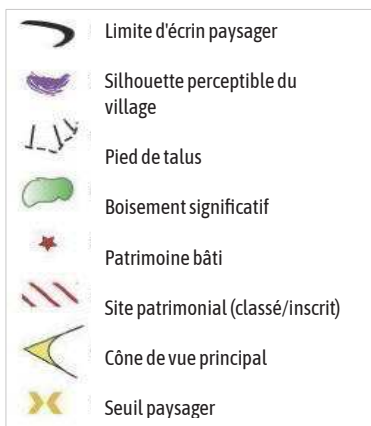 Limite d'écrin paysager
Silhouette perceptible du
village
Pied de talus
Boisement significatif
Patrimoine bâti
Site patrimonial (classé/inscrit)
Cône de vue principal
Seuil paysager